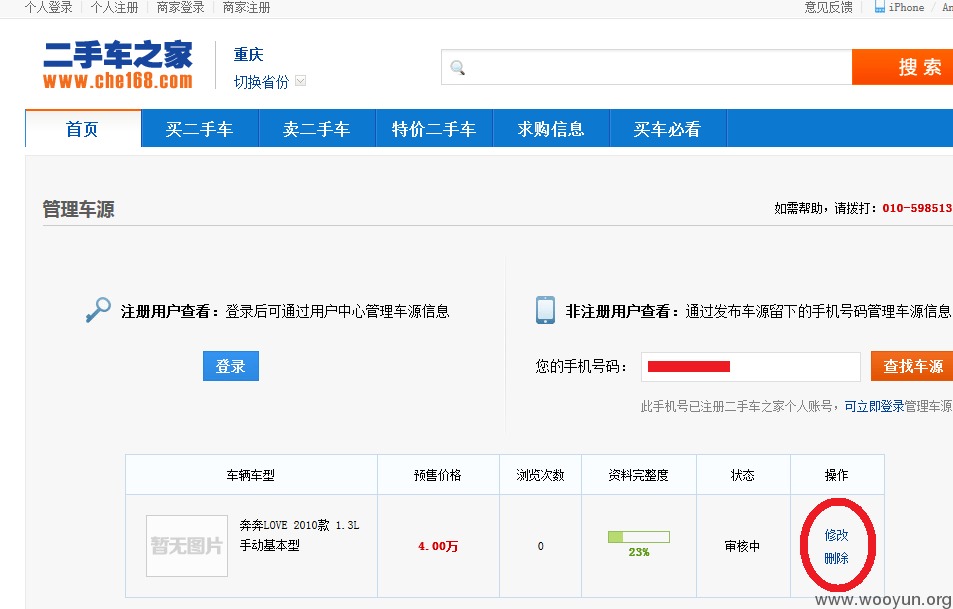 个人登录 个人注册 商家登录 商家注册 意见反馈 iPhone An
二手车之家
www.che168.com
重庆
切换省份
搜索
首页 买二手车 卖二手车 特价二手车 求购信息 买车必看
管理车源
如需帮助，请拨打：010-598513
注册用户查看：登录后可通过用户中心管理车源信息
登录
非注册用户查看：通过发布车源留下的手机号码管理车源信息
您的手机号码： 查找车源
此手机号已注册二手车之家个人账号，可立即登录管理车源
车辆车型 预售价格 浏览次数 资料完整度 状态 操作
暂无图片
奔奔LOVE 2010款 1.3L
手动基本型
4.00万
0
23%
审核中
修改
删除
www.wooyun.org